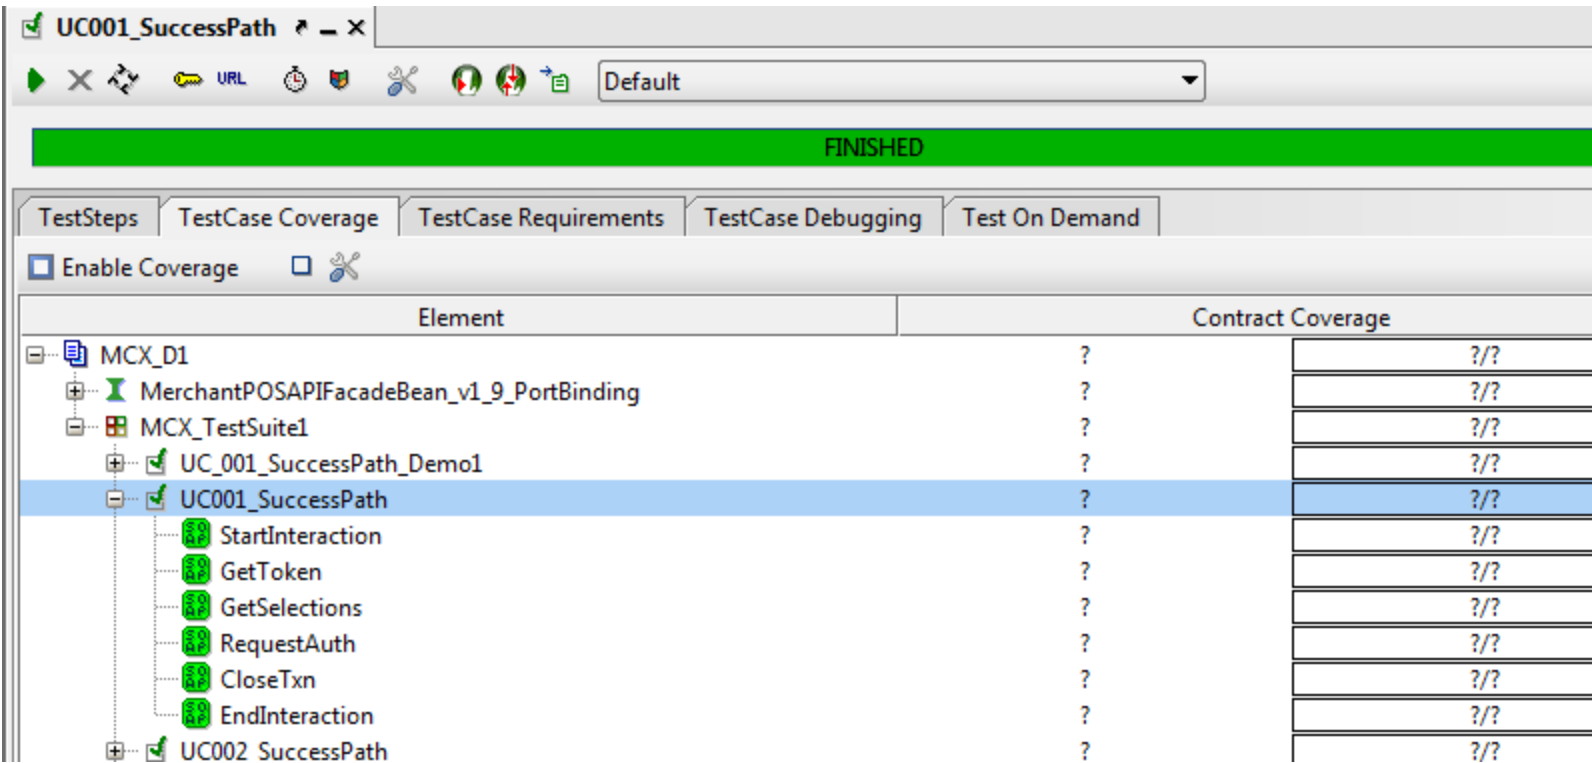 UC001_SuccessPath
URL Default
FINISHED
TestSteps TestCase Coverage TestCase Requirements TestCase Debugging Test On Demand
Enable Coverage
Element Contract Coverage
MCX_D1 ? ?/?
MerchantPOSAPIFacadeBean_v1_9_PortBinding ? ?/?
MCX_TestSuite1 ? ?/?
UC_001_SuccessPath_Demo1 ? ?/?
UC001_SuccessPath ? ?/?
StartInteraction ? ?/?
GetToken ? ?/?
GetSelections ? ?/?
RequestAuth ? ?/?
CloseTxn ? ?/?
EndInteraction ? ?/?
UC002_SuccessPath ? ?/?